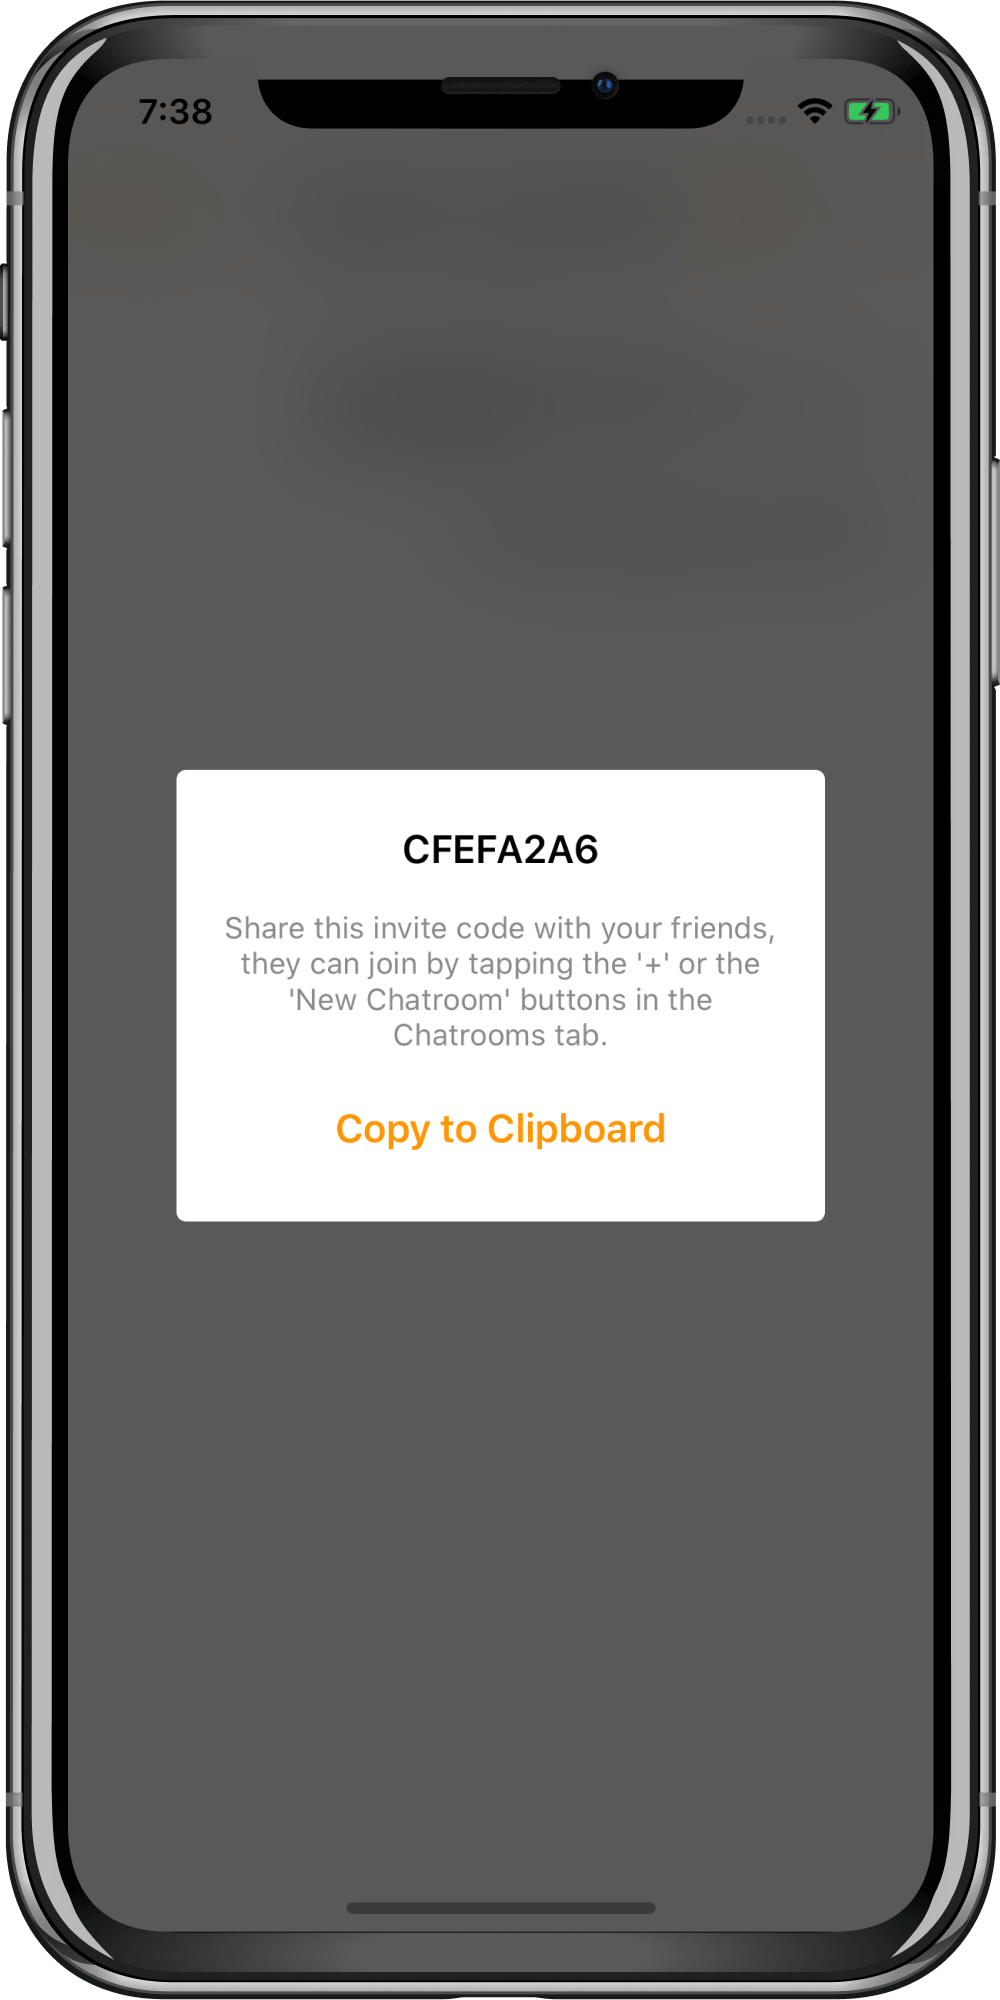 7:38
CFEFA2A6
Share this invite code with your friends,
they can join by tapping the '+' or the
'New Chatroom' buttons in the
Chatrooms tab.
Copy to Clipboard